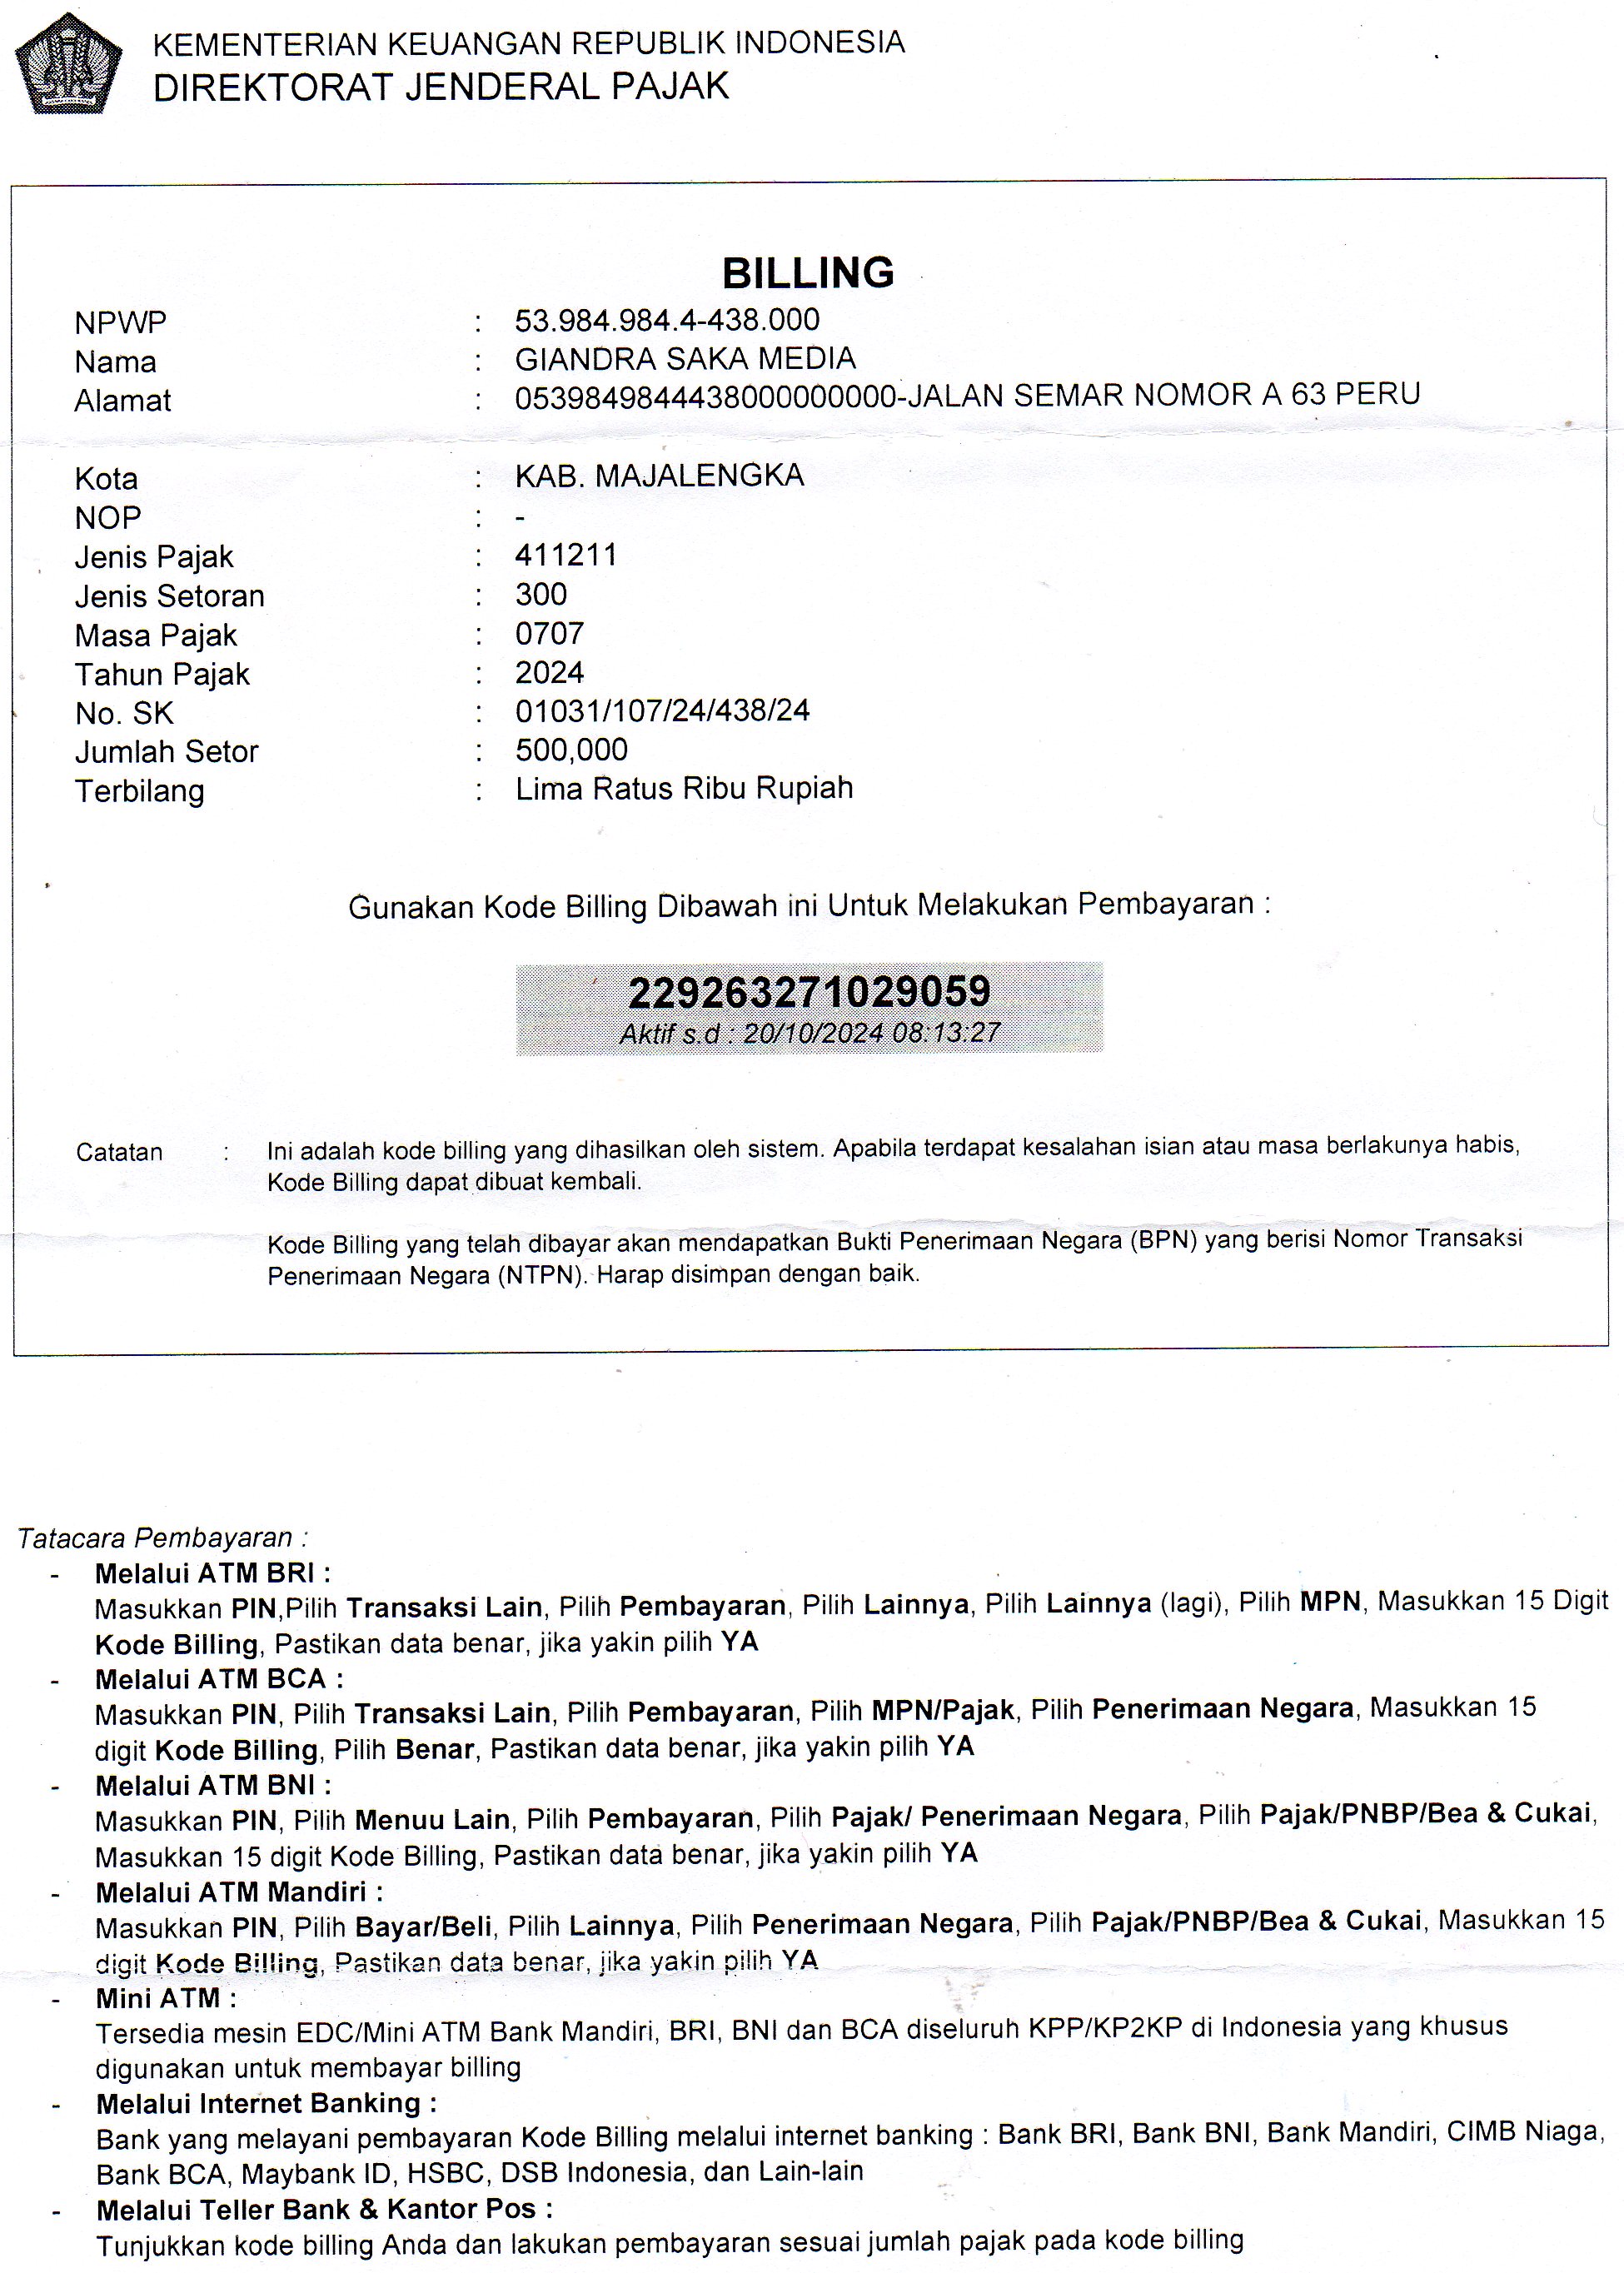 KEMENTERIAN KEUANGAN REPUBLIK INDONESIA
DIREKTORAT JENDERAL PAJAK
BILLING
NPWP : 53.984.984.4-438.000
Nama : GIANDRA SAKA MEDIA
Alamat : 0539849844438000000000-JALAN SEMAR NOMOR A 63 PERU
Kota : KAB. MAJALENGKA
NOP : -
Jenis Pajak : 411211
Jenis Setoran : 300
Masa Pajak : 0707
Tahun Pajak : 2024
No. SK : 01031/107/24/438/24
Jumlah Setor : 500,000
Terbilang : Lima Ratus Ribu Rupiah
Gunakan Kode Billing Dibawah ini Untuk Melakukan Pembayaran :
229263271029059
Aktif s.d : 20/10/2024 08:13:27
Catatan : Ini adalah kode billing yang dihasilkan oleh sistem. Apabila terdapat kesalahan isian atau masa berlakunya habis,
Kode Billing dapat dibuat kembali.
Kode Billing yang telah dibayar akan mendapatkan Bukti Penerimaan Negara (BPN) yang berisi Nomor Transaksi
Penerimaan Negara (NTPN). Harap disimpan dengan baik.
Tatacara Pembayaran :
- Melalui ATM BRI :
Masukkan PIN,Pilih Transaksi Lain, Pilih Pembayaran, Pilih Lainnya, Pilih Lainnya (lagi), Pilih MPN, Masukkan 15 Digit
Kode Billing, Pastikan data benar, jika yakin pilih YA
- Melalui ATM BCA :
Masukkan PIN, Pilih Transaksi Lain, Pilih Pembayaran, Pilih MPN/Pajak, Pilih Penerimaan Negara, Masukkan 15
digit Kode Billing, Pilih Benar, Pastikan data benar, jika yakin pilih YA
- Melalui ATM BNI :
Masukkan PIN, Pilih Menuu Lain, Pilih Pembayaran, Pilih Pajak/ Penerimaan Negara, Pilih Pajak/PNBP/Bea & Cukai,
Masukkan 15 digit Kode Billing, Pastikan data benar, jika yakin pilih YA
- Melalui ATM Mandiri :
Masukkan PIN, Pilih Bayar/Beli, Pilih Lainnya, Pilih Penerimaan Negara, Pilih Pajak/PNBP/Bea & Cukai, Masukkan 15
digit Kode Billing, Pastikan data benar, jika yakin pilih YA
- Mini ATM :
Tersedia mesin EDC/Mini ATM Bank Mandiri, BRI, BNI dan BCA diseluruh KPP/KP2KP di Indonesia yang khusus
digunakan untuk membayar billing
- Melalui Internet Banking :
Bank yang melayani pembayaran Kode Billing melalui internet banking : Bank BRI, Bank BNI, Bank Mandiri, CIMB Niaga,
Bank BCA, Maybank ID, HSBC, DSB Indonesia, dan Lain-lain
- Melalui Teller Bank & Kantor Pos :
Tunjukkan kode billing Anda dan lakukan pembayaran sesuai jumlah pajak pada kode billing